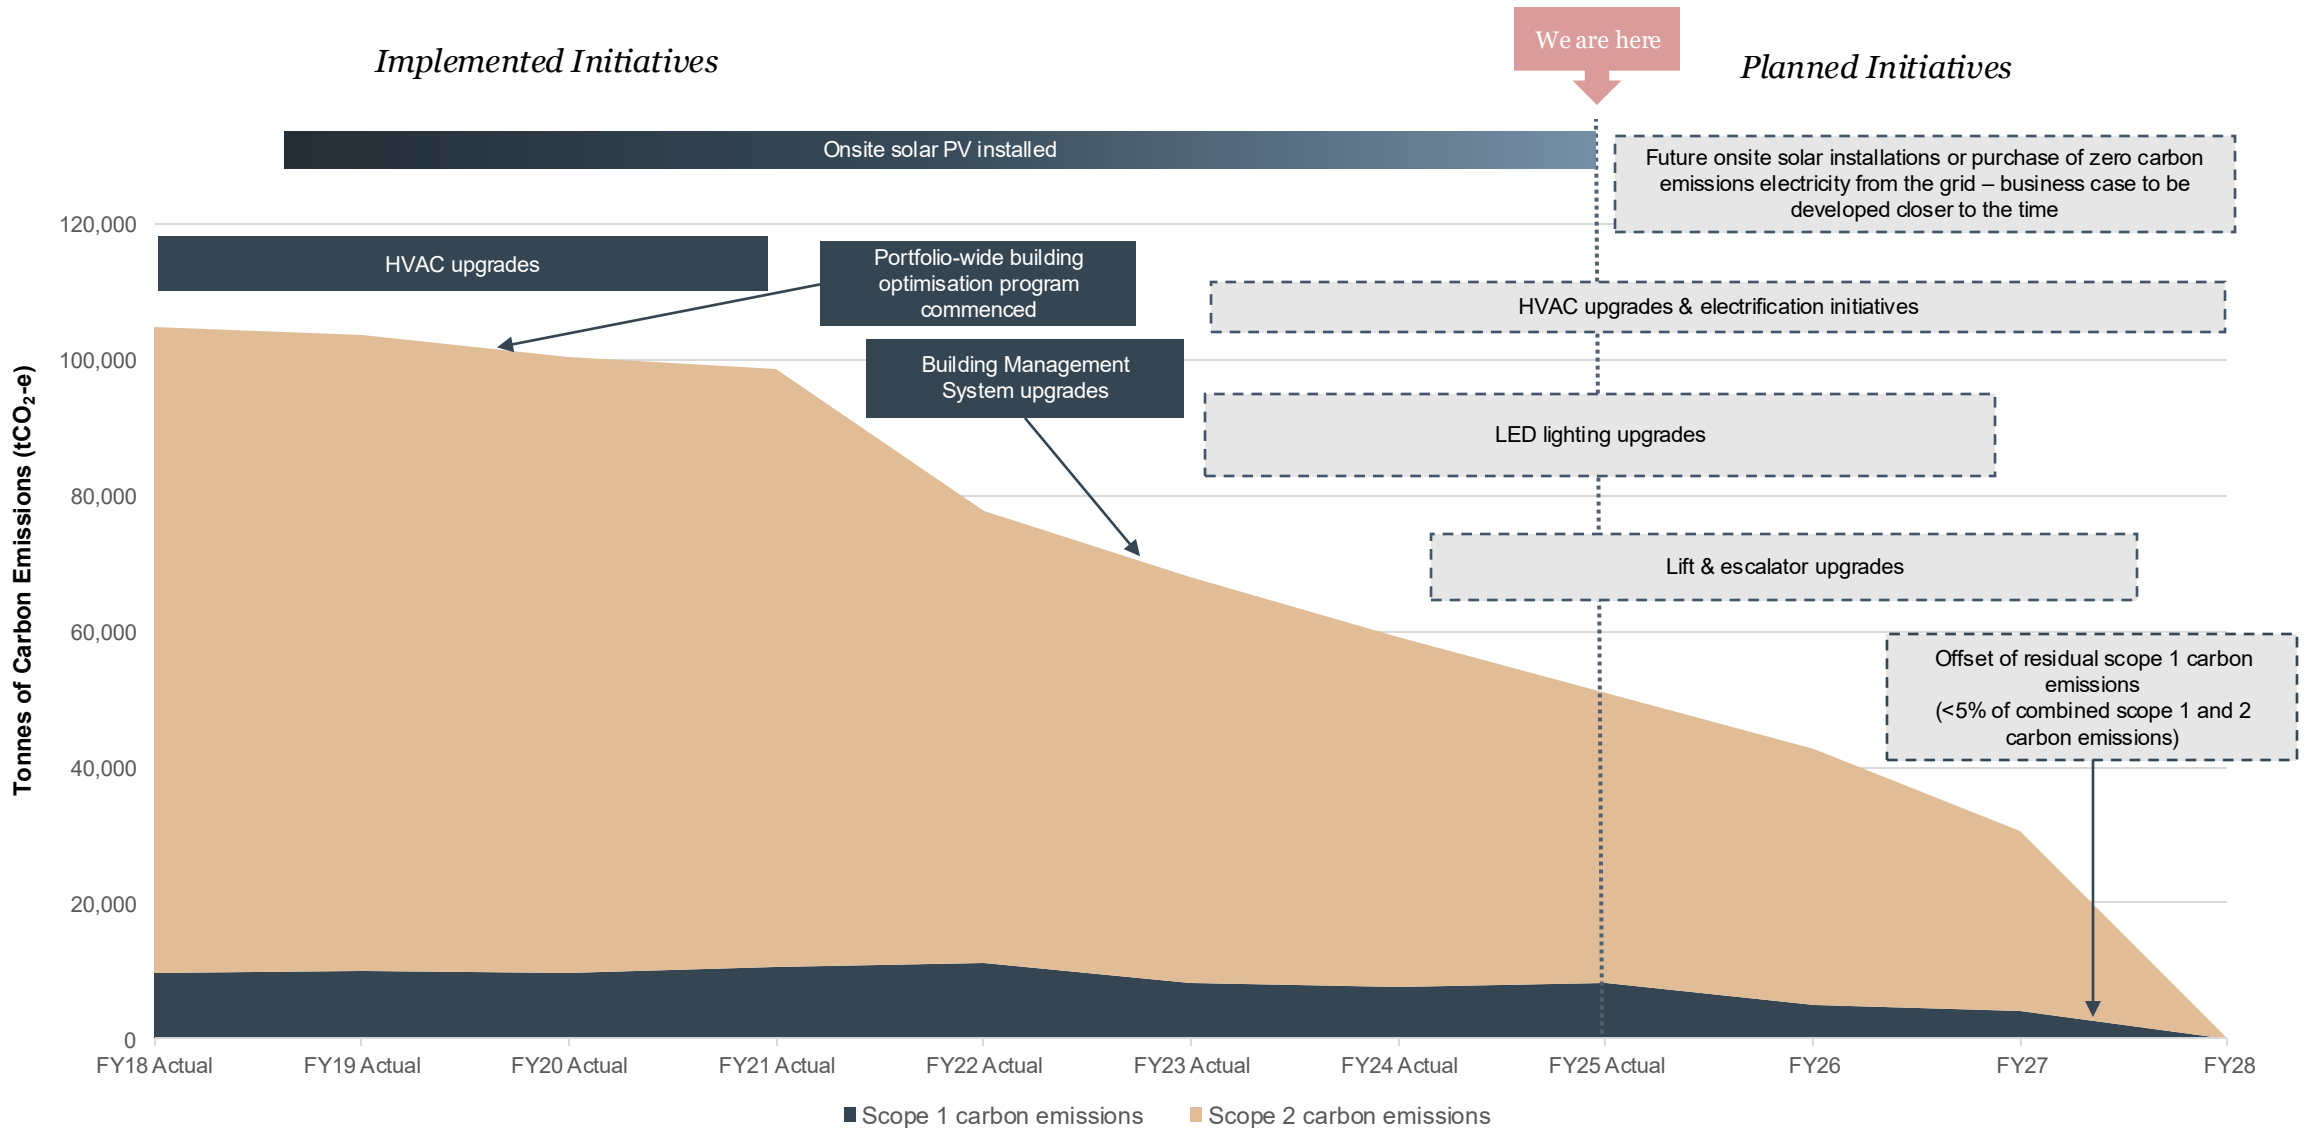 We are here
Implemented Initiatives
Planned Initiatives
Onsite solar PV installed
Future onsite solar installations or purchase of zero carbon
emissions electricity from the grid – business case to be
developed closer to the time
120,000
HVAC upgrades
Portfolio-wide building
optimisation program
commenced
HVAC upgrades & electrification initiatives
100,000
Building Management
System upgrades
LED lighting upgrades
80,000
Lift & escalator upgrades
60,000
Offset of residual scope 1 carbon
emissions
(<5% of combined scope 1 and 2
carbon emissions)
40,000
20,000
0
Tonnes of Carbon Emissions (tCO₂-e)
FY18 Actual
FY19 Actual
FY20 Actual
FY21 Actual
FY22 Actual
FY23 Actual
FY24 Actual
FY25 Actual
FY26
FY27
FY28
Scope 1 carbon emissions
Scope 2 carbon emissions